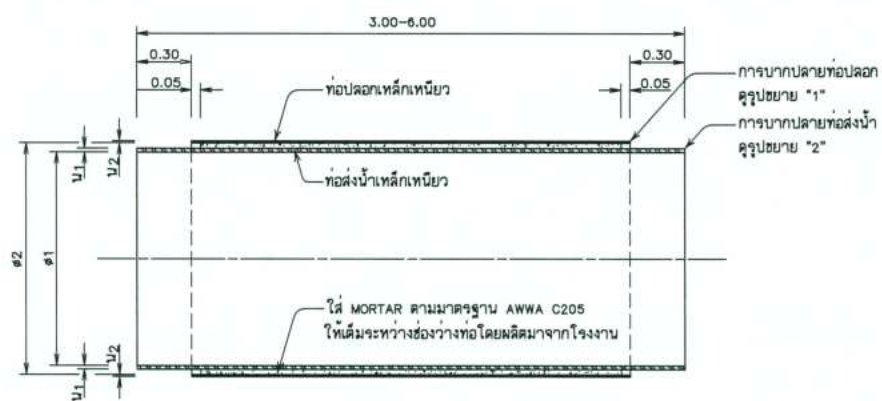 3.00-6.00
0.30
0.30
0.05
0.05
ท่อปลอกเหล็กเหนียว
การบากปลายท่อปลอก
ดูรูปขยาย "1"
การบากปลายท่อส่งน้ำ
ดูรูปขยาย "2"
น1
น2
ท่อส่งน้ำเหล็กเหนียว
ø2
ø1
ใส่ MORTAR ตามมาตรฐาน AWWA C205
ให้เต็มระหว่างช่องว่างท่อโดยผลิตมาจากโรงงาน
น2
น1